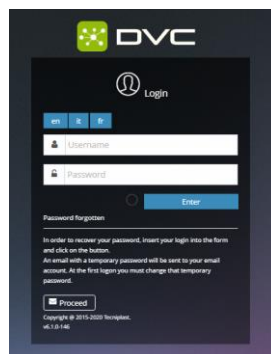 DVC
Login
en it fr
Username
Password
Enter
Password forgotten
In order to recover your password, insert your login into the form
and click on the button.
An email with a temporary password will be sent to your email
account. At the first logon you must change that temporary
password.
Proceed
Copyright @ 2015-2020 Tecniplast.
v6.1.0-146